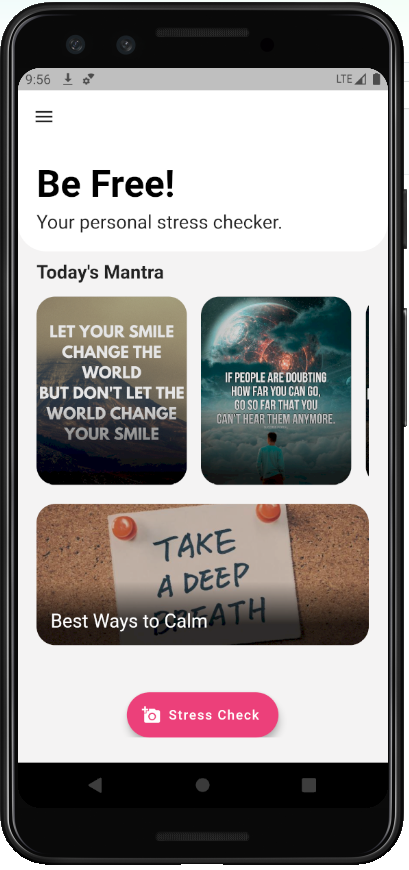 9:56
LTE
Be Free!
Your personal stress checker.
Today's Mantra
LET YOUR SMILE
CHANGE THE
WORLD
BUT DON'T LET THE
WORLD CHANGE
YOUR SMILE
IF PEOPLE ARE DOUBTING
HOW FAR YOU CAN GO,
GO SO FAR THAT YOU
CAN'T HEAR THEM ANYMORE.
TAKE
A DEEP
BREATH
Best Ways to Calm
Stress Check